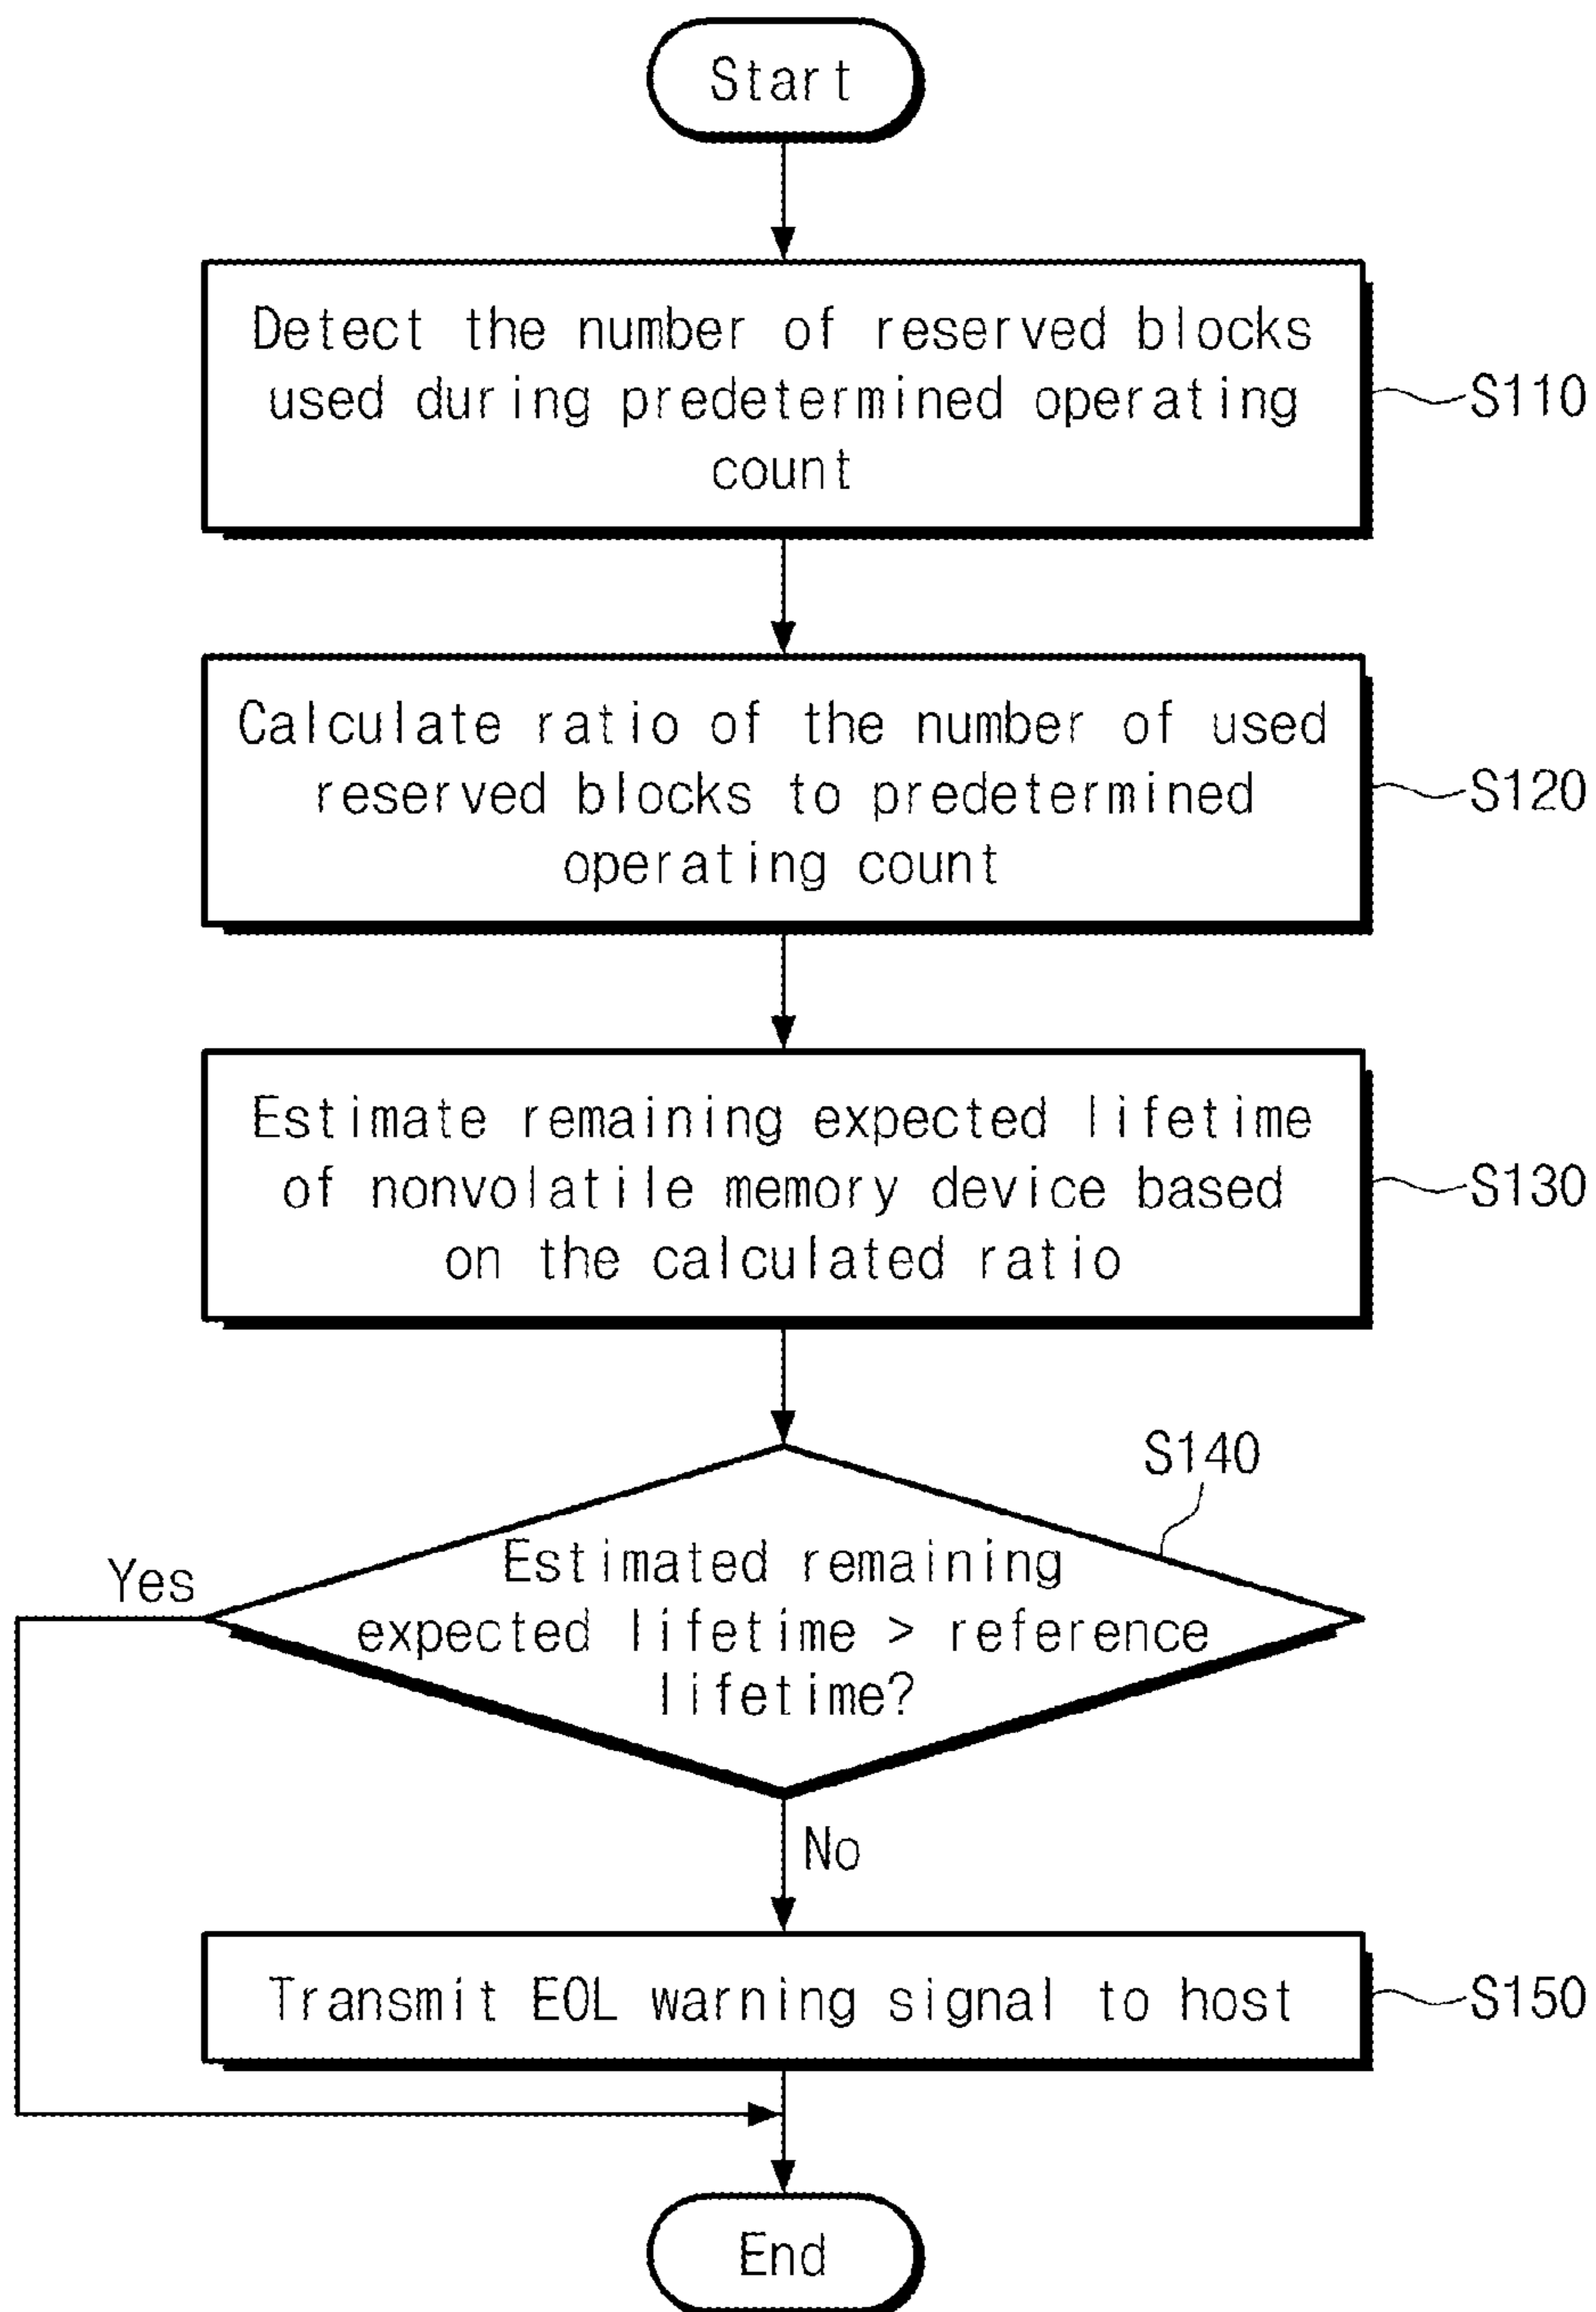 Start
Detect the number of reserved blocks
used during predetermined operating
count
S110
Calculate ratio of the number of used
reserved blocks to predetermined
operating count
S120
Estimate remaining expected lifetime
of nonvolatile memory device based
on the calculated ratio
S130
S140
Estimated remaining
expected lifetime > reference
lifetime?
Yes
No
Transmit EOL warning signal to host
S150
End